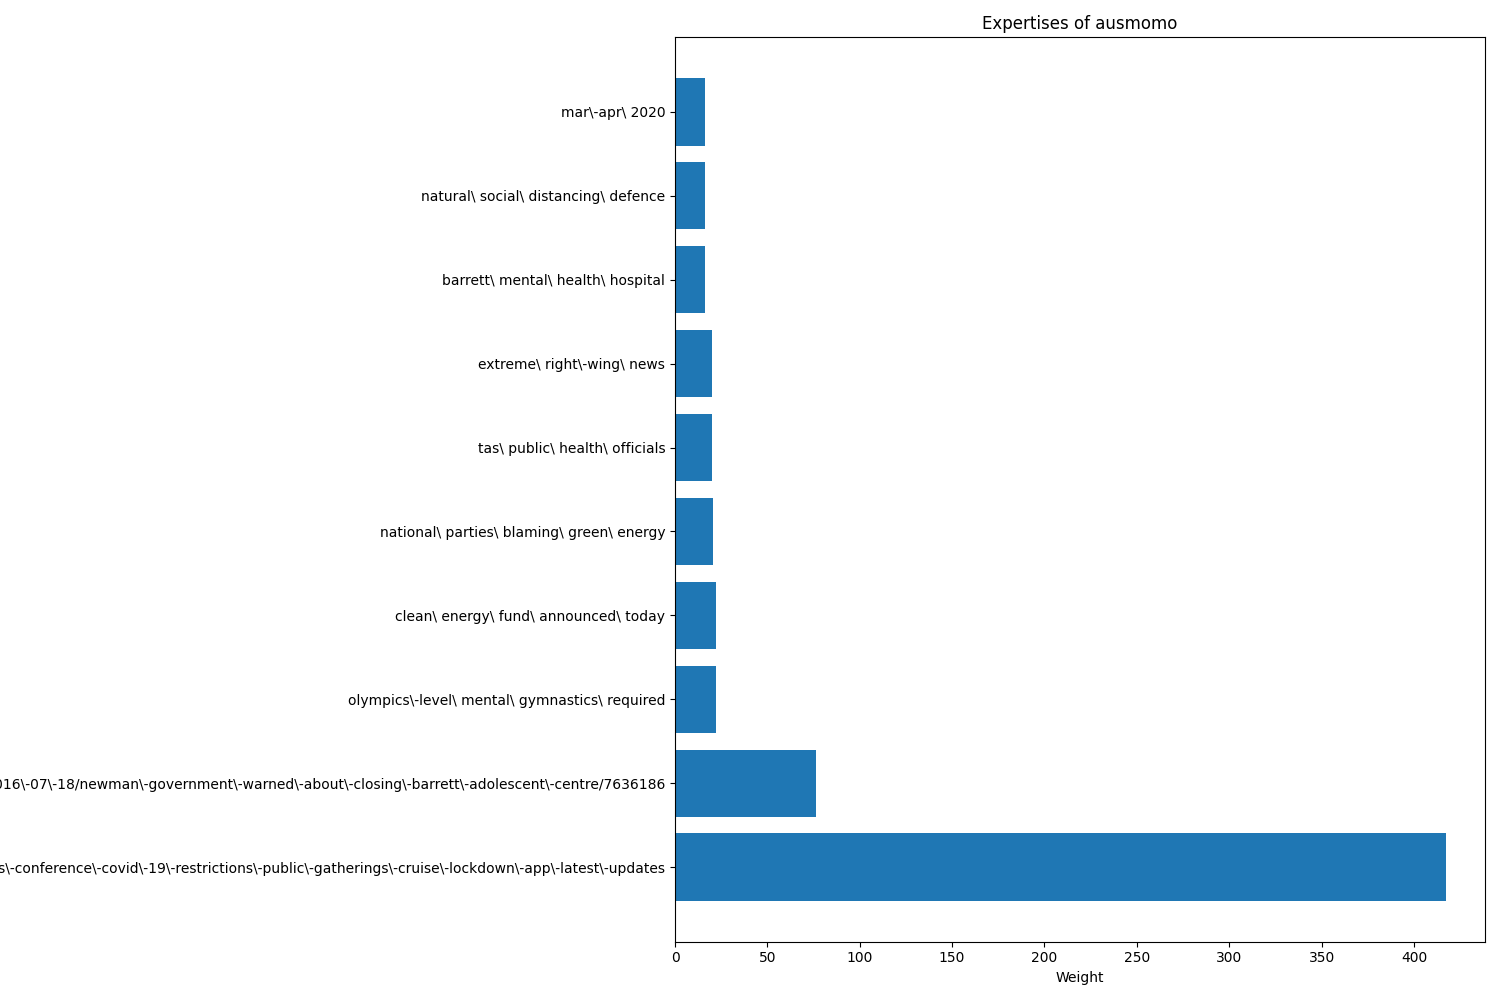 Expertises of ausmomo
mar\-apr\ 2020
natural\ social\ distancing\ defence
barrett\ mental\ health\ hospital
extreme\ right\-wing\ news
tas\ public\ health\ officials
national\ parties\ blaming\ green\ energy
clean\ energy\ fund\ announced\ today
olympics\-level\ mental\ gymnastics\ required
016\-07\-18/newman\-government\-warned\-about\-closing\-barrett\-adolescent\-centre/7636186
s\-conference\-covid\-19\-restrictions\-public\-gatherings\-cruise\-lockdown\-app\-latest\-updates
0 50 100 150 200 250 300 350 400
Weight